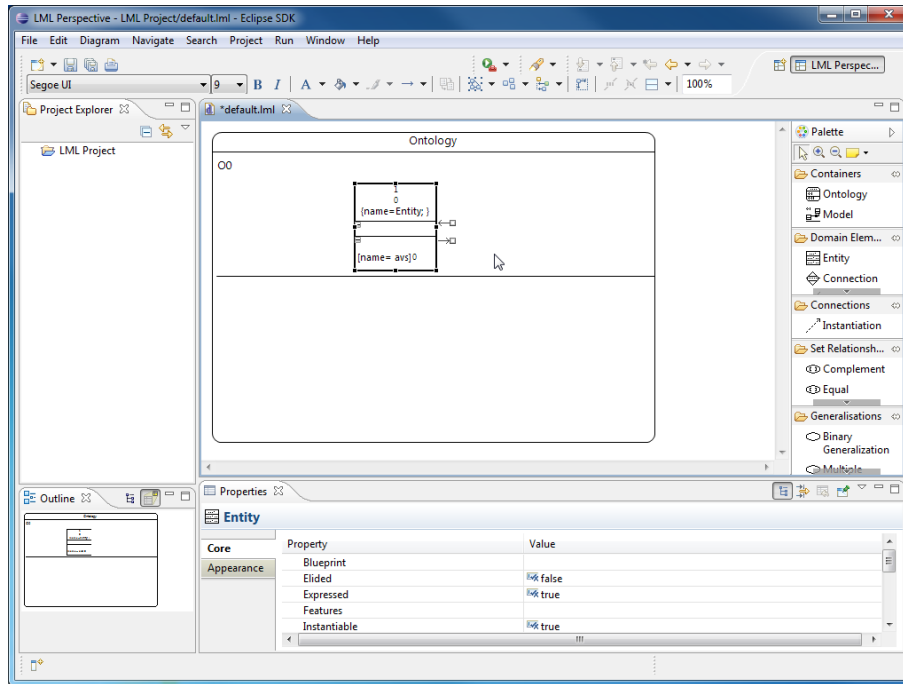 LML Perspective - LML Project/default.lml - Eclipse SDK
File Edit Diagram Navigate Search Project Run Window Help
LML Perspec...
Segoe UI 9 B I A 100%
Project Explorer
LML Project
*default.lml
Ontology
O0
1
0
{name=Entity; }
[name= avs]0
Palette
Containers
Ontology
Model
Domain Elem...
Entity
Connection
Connections
Instantiation
Set Relationsh...
Complement
Equal
Generalisations
Binary
Generalization
Multiple
Outline
Properties
Entity
Core
Appearance
Property Value
Blueprint
Elided false
Expressed true
Features
Instantiable true